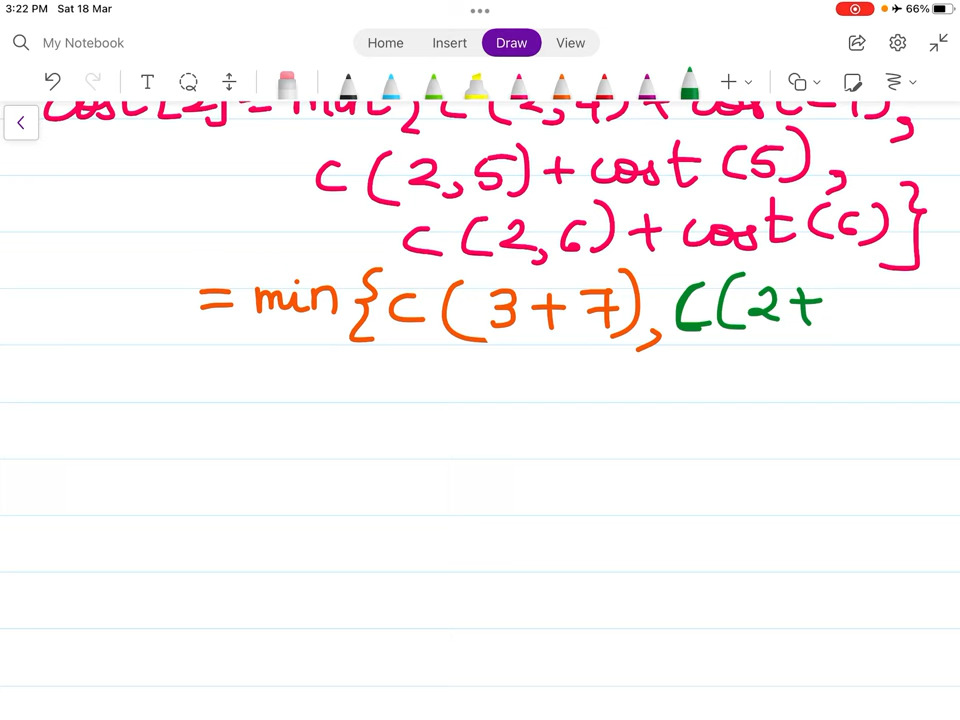 3:22 PM Sat 18 Mar
66%
My Notebook
Home Insert Draw View
T
c (2,5) + cost (5),
c (2,6) + cost (6)}
= min {c (3+7), C(2+